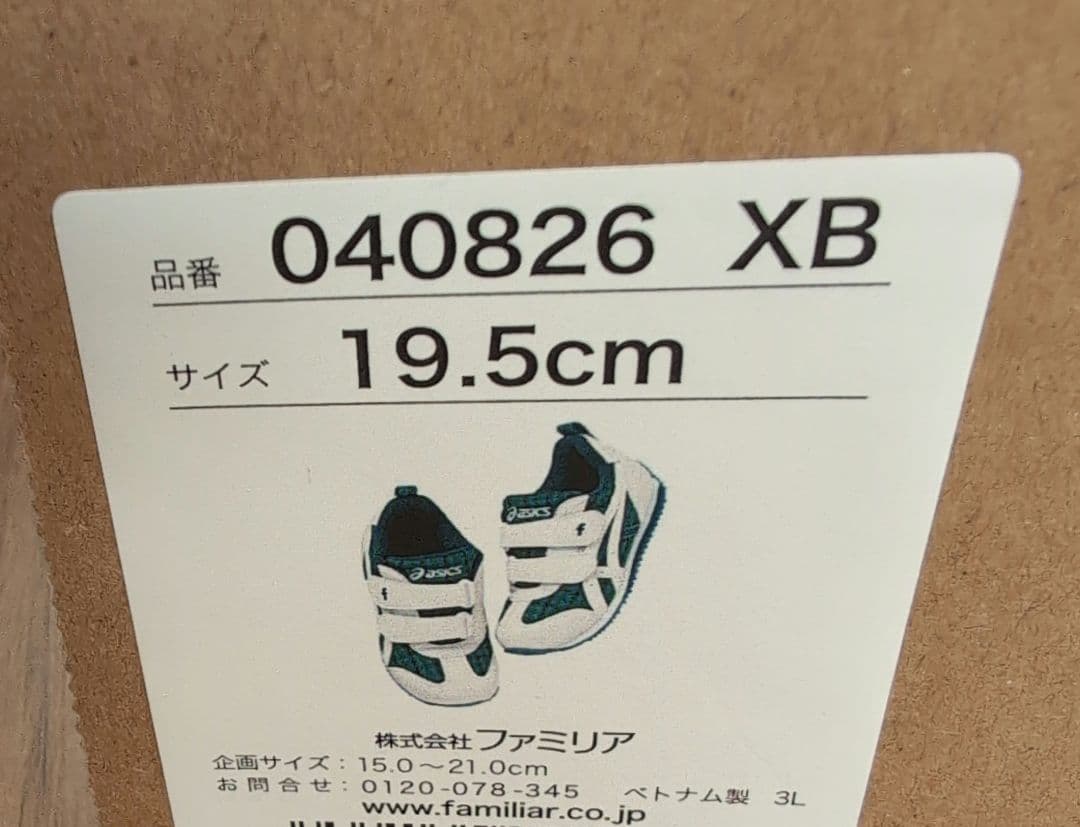 品番 040826 XB
サイズ 19.5cm
asics f
asics
f
株式会社ファミリア
企画サイズ：15.0～21.0cm
お問合せ：0120-078-345 ベトナム製 3L
www.familiar.co.jp